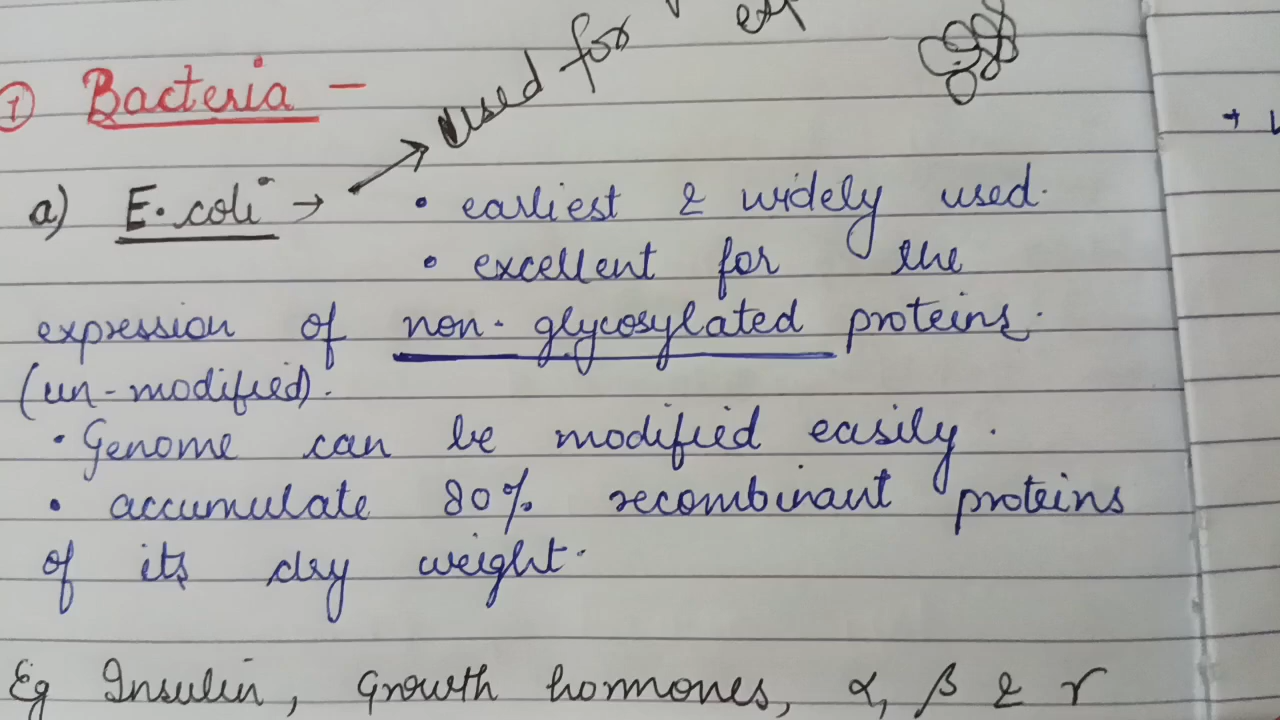 ① Bacteria -
used for
a) E. coli → • earliest & widely used.
• excellent for the
expression of non-glycosylated proteins.
(un-modified).
• Genome can be modified easily.
• accumulate 80% recombinant proteins
of its dry weight.
Eg Insulin, Growth hormones, α, β & γ